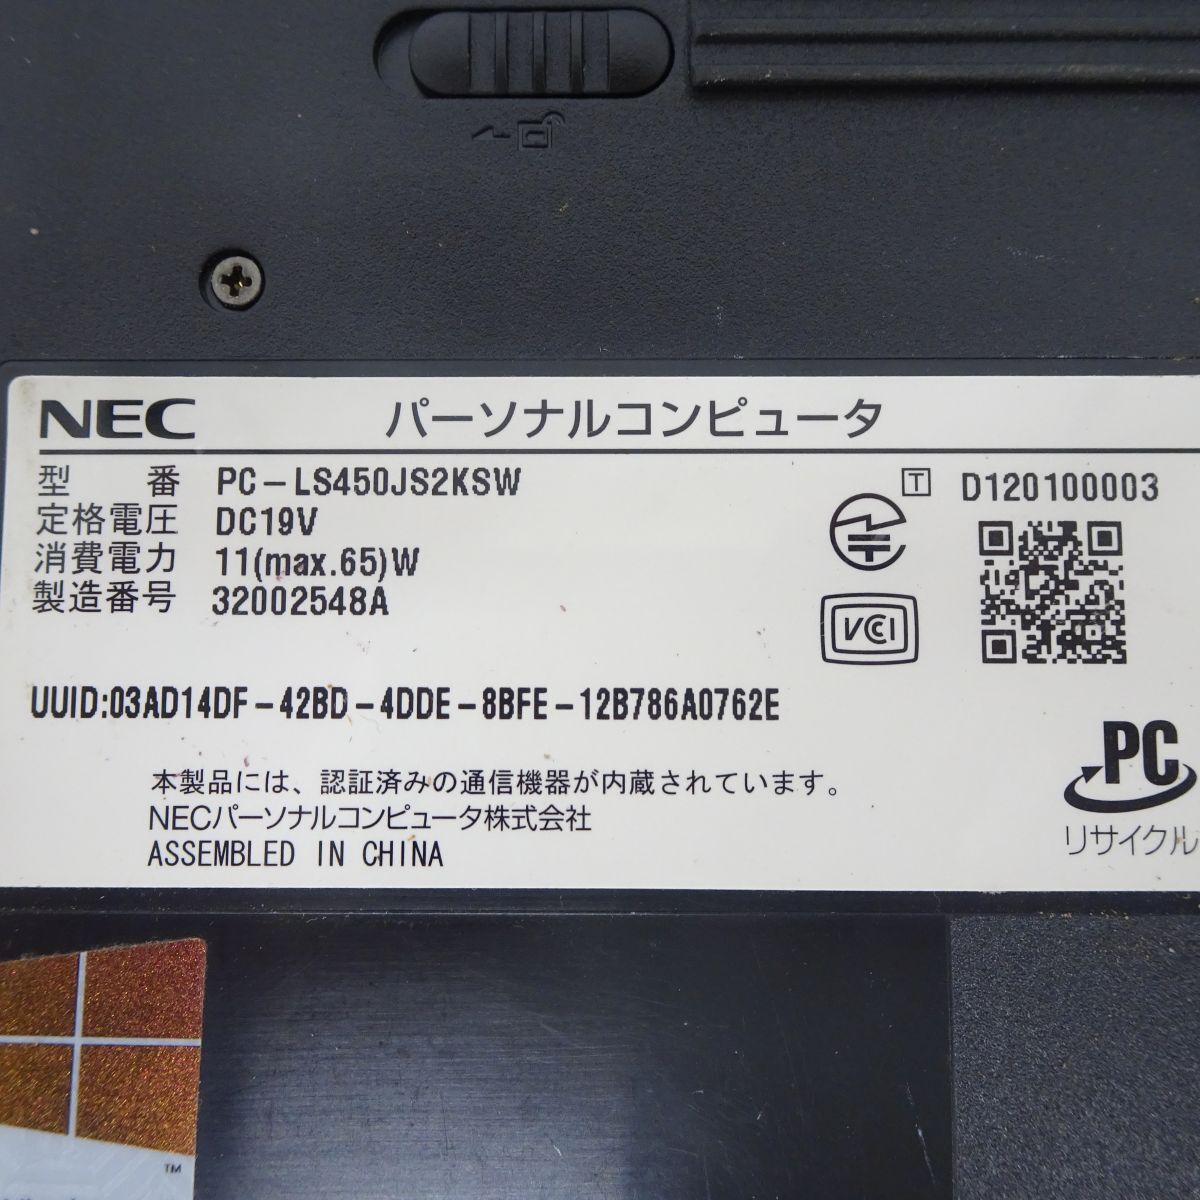 NEC パーソナルコンピュータ
型 番 PC-LS450JS2KSW
定格電圧 DC19V
消費電力 11(max.65)W
製造番号 32002548A
T D120100003
VCI
UUID:03AD14DF-42BD-4DDE-8BFE-12B786A0762E
本製品には、認証済みの通信機器が内蔵されています。
NECパーソナルコンピュータ株式会社
ASSEMBLED IN CHINA
PC
リサイクル
TM